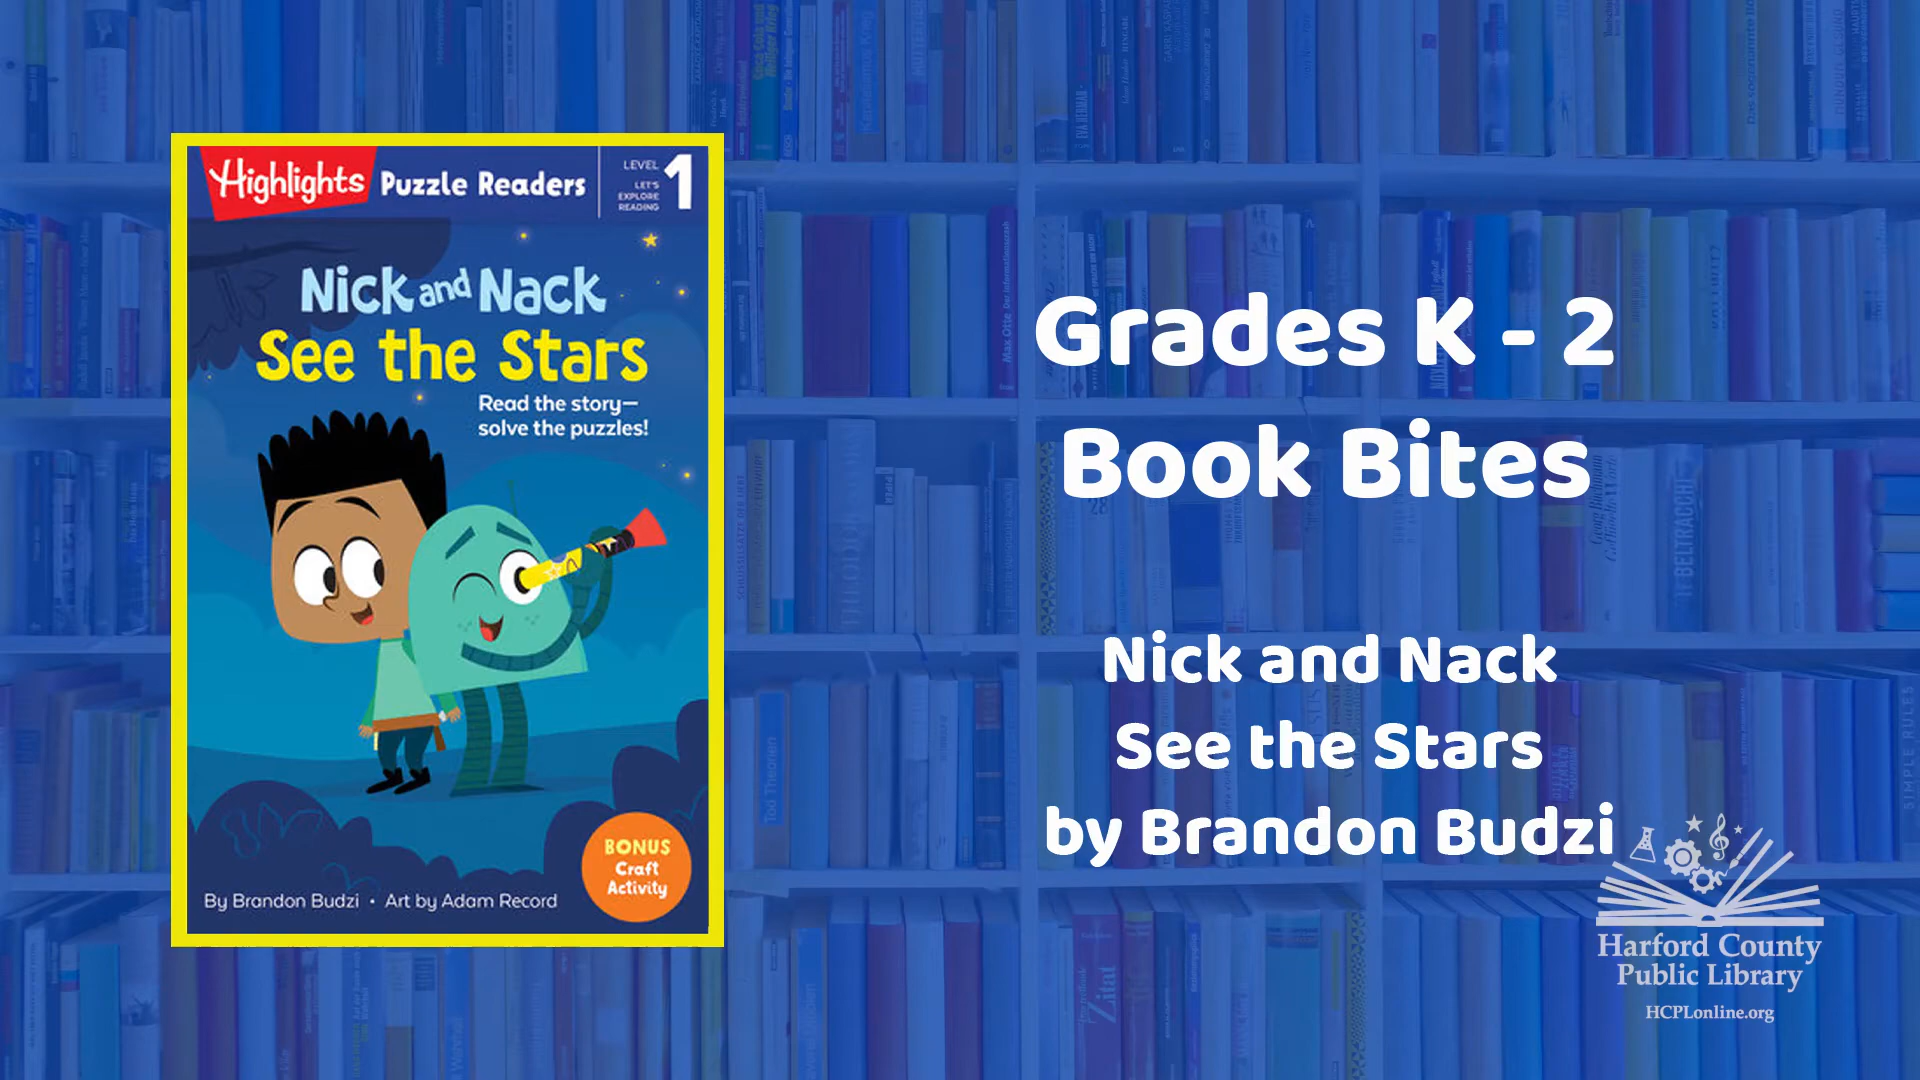 Highlights Puzzle Readers
LEVEL 1
LET'S
EXPLORE
READING
Nick and Nack
See the Stars
Read the story—
solve the puzzles!
BONUS
Craft
Activity
By Brandon Budzi • Art by Adam Record
Grades K - 2
Book Bites
Nick and Nack
See the Stars
by Brandon Budzi
Harford County
Public Library
HCPLonline.org